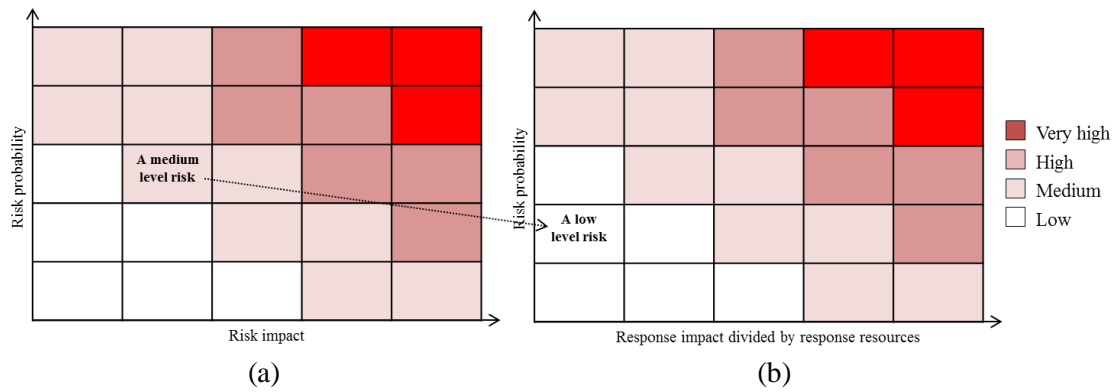 Risk probability
A medium
level risk
Risk impact
(a)
Risk probability
A low
level risk
Response impact divided by response resources
(b)
Very high
High
Medium
Low